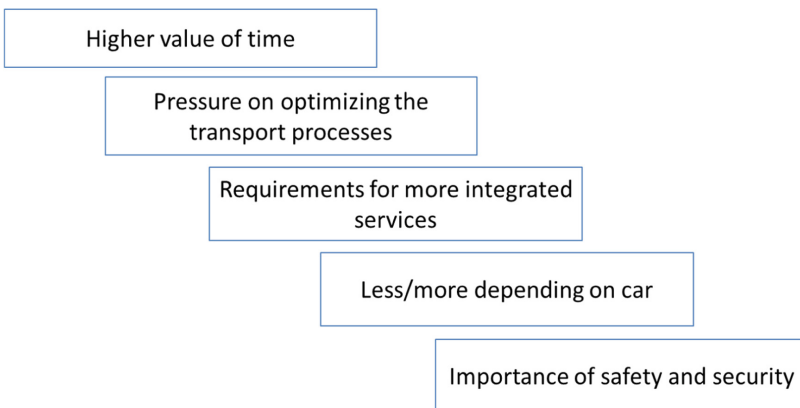 Higher value of time
Pressure on optimizing the
transport processes
Requirements for more integrated
services
Less/more depending on car
Importance of safety and security